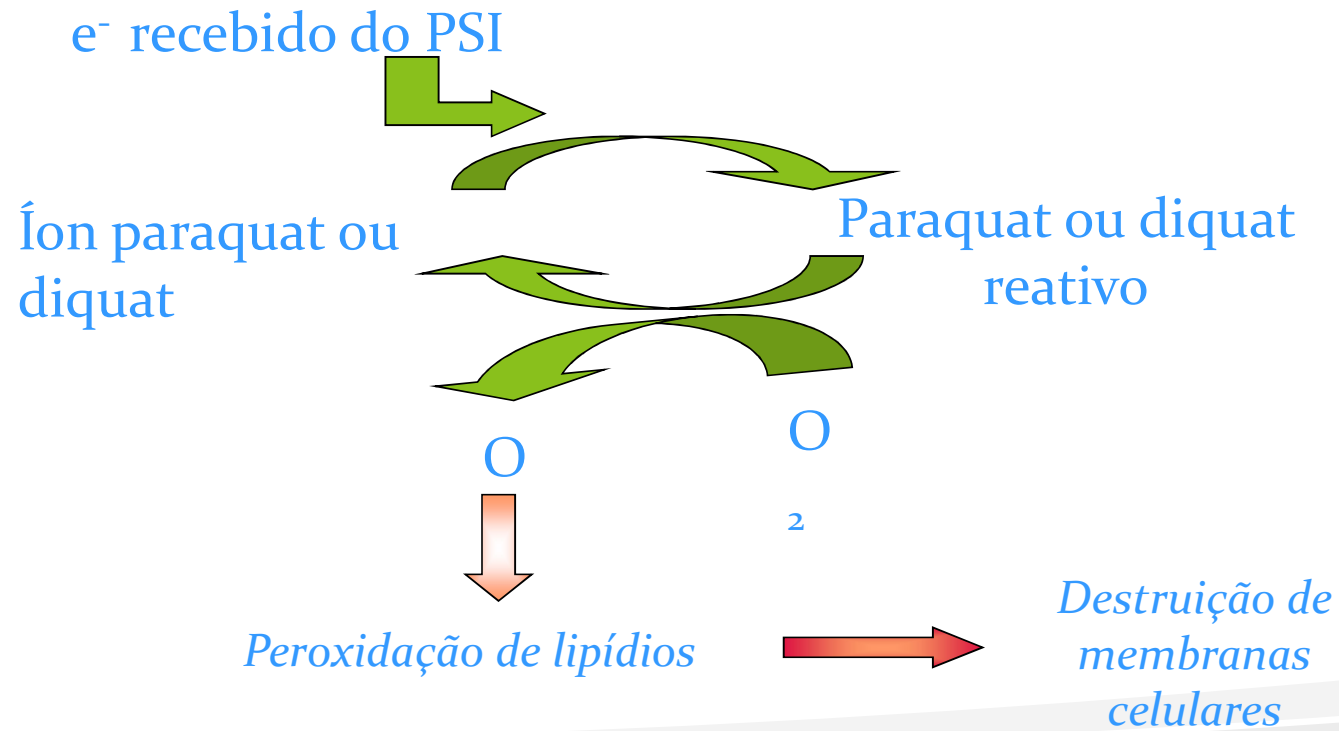 e⁻ recebido do PSI
Íon paraquat ou
diquat
Paraquat ou diquat
reativo
O
O
2
Peroxidação de lipídios
Destruição de
membranas
celulares